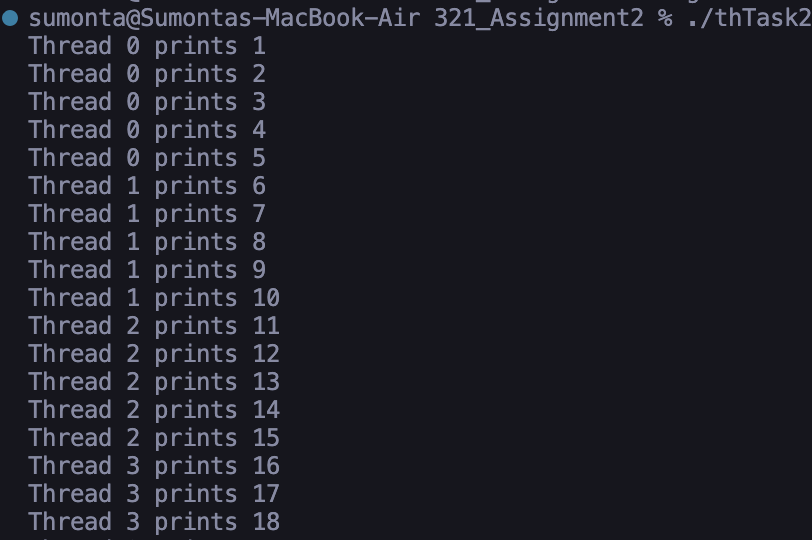 sumonta@Sumontas-MacBook-Air 321_Assignment2 % ./thTask2
Thread 0 prints 1
Thread 0 prints 2
Thread 0 prints 3
Thread 0 prints 4
Thread 0 prints 5
Thread 1 prints 6
Thread 1 prints 7
Thread 1 prints 8
Thread 1 prints 9
Thread 1 prints 10
Thread 2 prints 11
Thread 2 prints 12
Thread 2 prints 13
Thread 2 prints 14
Thread 2 prints 15
Thread 3 prints 16
Thread 3 prints 17
Thread 3 prints 18